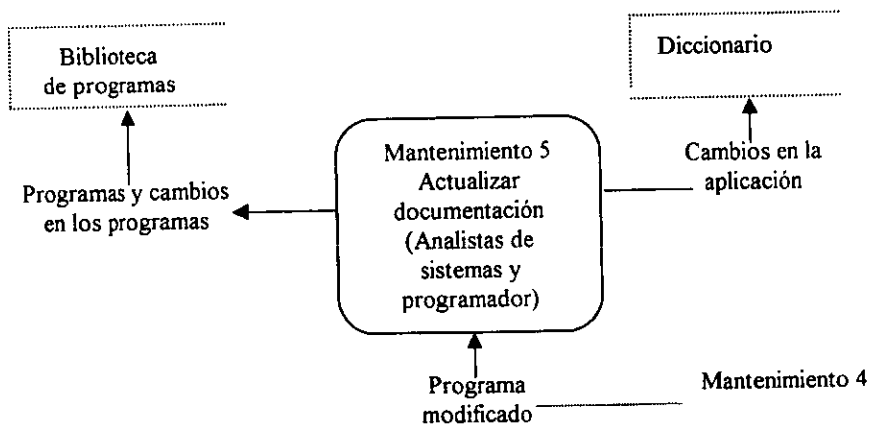 Biblioteca
de programas
Diccionario
Mantenimiento 5
Actualizar
documentación
(Analistas de
sistemas y
programador)
Cambios en la
aplicación
Programas y cambios
en los programas
Programa
modificado
Mantenimiento 4